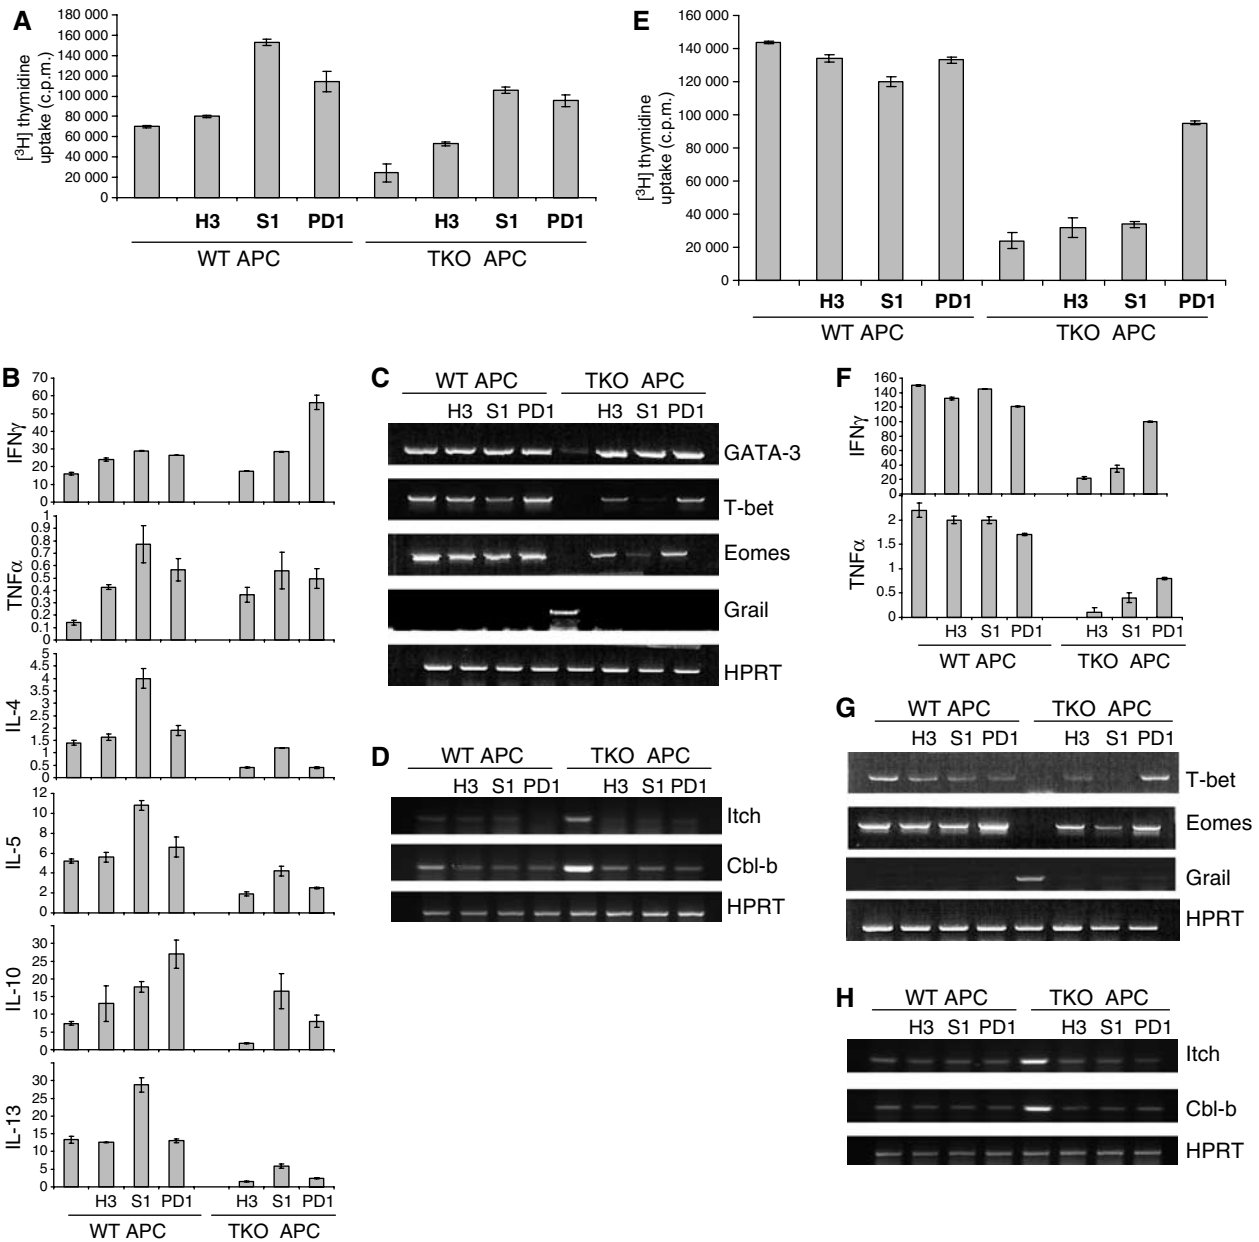 A
[³H] thymidine
uptake (c.p.m.)
180 000
160 000
140 000
120 000
100 000
80 000
60 000
40 000
20 000
0
H3 S1 PD1 H3 S1 PD1
WT APC TKO APC
E
[³H] thymidine
uptake (c.p.m.)
160 000
140 000
120 000
100 000
80 000
60 000
40 000
20 000
0
H3 S1 PD1 H3 S1 PD1
WT APC TKO APC
B
IFNγ
70
60
50
40
30
20
10
0
TNFα
1
0.9
0.8
0.7
0.6
0.5
0.4
0.3
0.2
0.1
0
IL-4
5
4.5
4
3.5
3
2.5
2
1.5
1
0.5
0
IL-5
12
10
8
6
4
2
0
IL-10
30
25
20
15
10
5
0
IL-13
30
25
20
15
10
5
0
H3 S1 PD1 H3 S1 PD1
WT APC TKO APC
C
WT APC TKO APC
H3 S1 PD1 H3 S1 PD1
GATA-3
T-bet
Eomes
Grail
HPRT
D
WT APC TKO APC
H3 S1 PD1 H3 S1 PD1
Itch
Cbl-b
HPRT
F
IFNγ
160
140
120
100
80
60
40
20
0
TNFα
2
1.5
1
0.5
0
H3 S1 PD1 H3 S1 PD1
WT APC TKO APC
G
WT APC TKO APC
H3 S1 PD1 H3 S1 PD1
T-bet
Eomes
Grail
HPRT
H
WT APC TKO APC
H3 S1 PD1 H3 S1 PD1
Itch
Cbl-b
HPRT